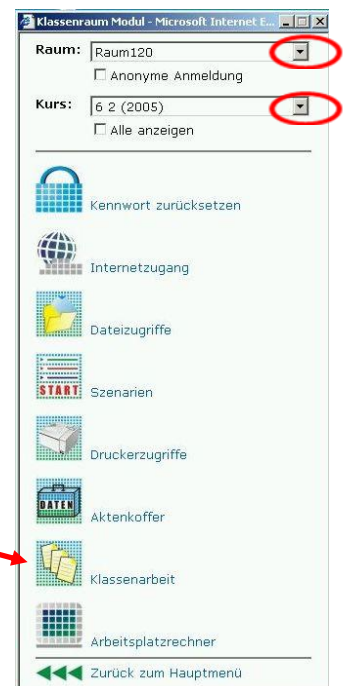 Klassenraum Modul - Microsoft Internet E...
Raum: Raum120
Anonyme Anmeldung
Kurs: 6 2 (2005)
Alle anzeigen
Kennwort zurücksetzen
Internetzugang
Dateizugriffe
START Szenarien
Druckerzugriffe
DATEN Aktenkoffer
Klassenarbeit
Arbeitsplatzrechner
Zurück zum Hauptmenü